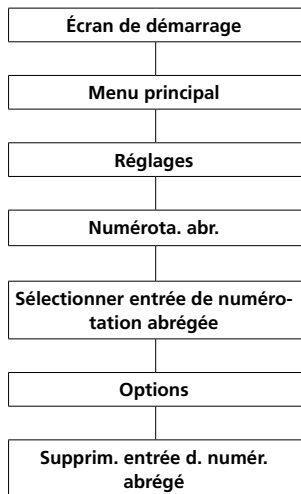 Écran de démarrage
Menu principal
Réglages
Numérota. abr.
Sélectionner entrée de numéro-
tation abrégée
Options
Supprim. entrée d. numér.
abrégé